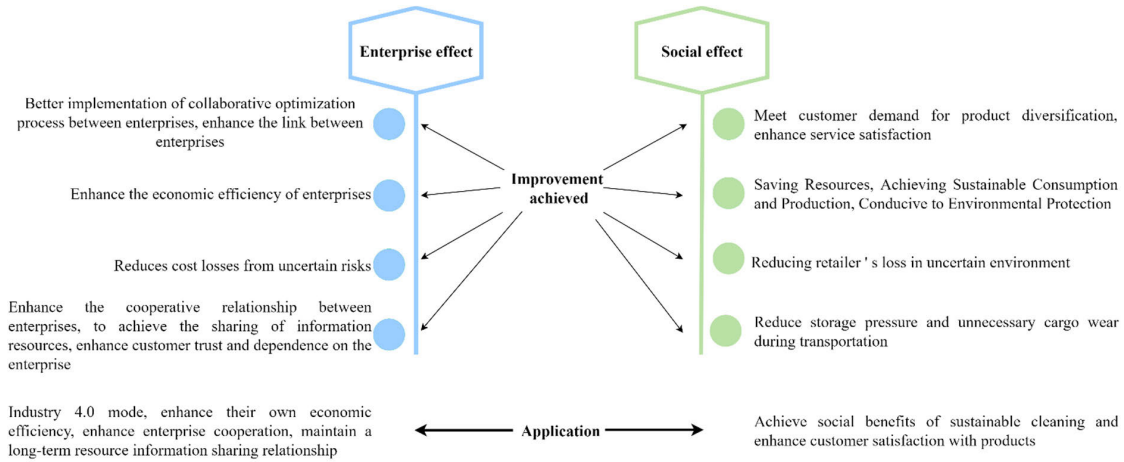 Enterprise effect
Social effect
Better implementation of collaborative optimization
process between enterprises, enhance the link between
enterprises
Enhance the economic efficiency of enterprises
Reduces cost losses from uncertain risks
Enhance the cooperative relationship between
enterprises, to achieve the sharing of information
resources, enhance customer trust and dependence on the
enterprise
Improvement
achieved
Meet customer demand for product diversification,
enhance service satisfaction
Saving Resources, Achieving Sustainable Consumption
and Production, Conducive to Environmental Protection
Reducing retailer's loss in uncertain environment
Reduce storage pressure and unnecessary cargo wear
during transportation
Industry 4.0 mode, enhance their own economic
efficiency, enhance enterprise cooperation, maintain a
long-term resource information sharing relationship
Application
Achieve social benefits of sustainable cleaning and
enhance customer satisfaction with products